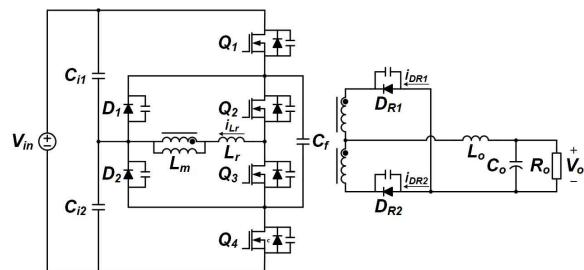 Q1
Ci1
iDR1
DR1
D1
Q2
iLr
Cf
Vin
Lm
Lr
Lo
+
Co
Ro
Vo
D2
Q3
iDR2
DR2
Ci2
Q4
c